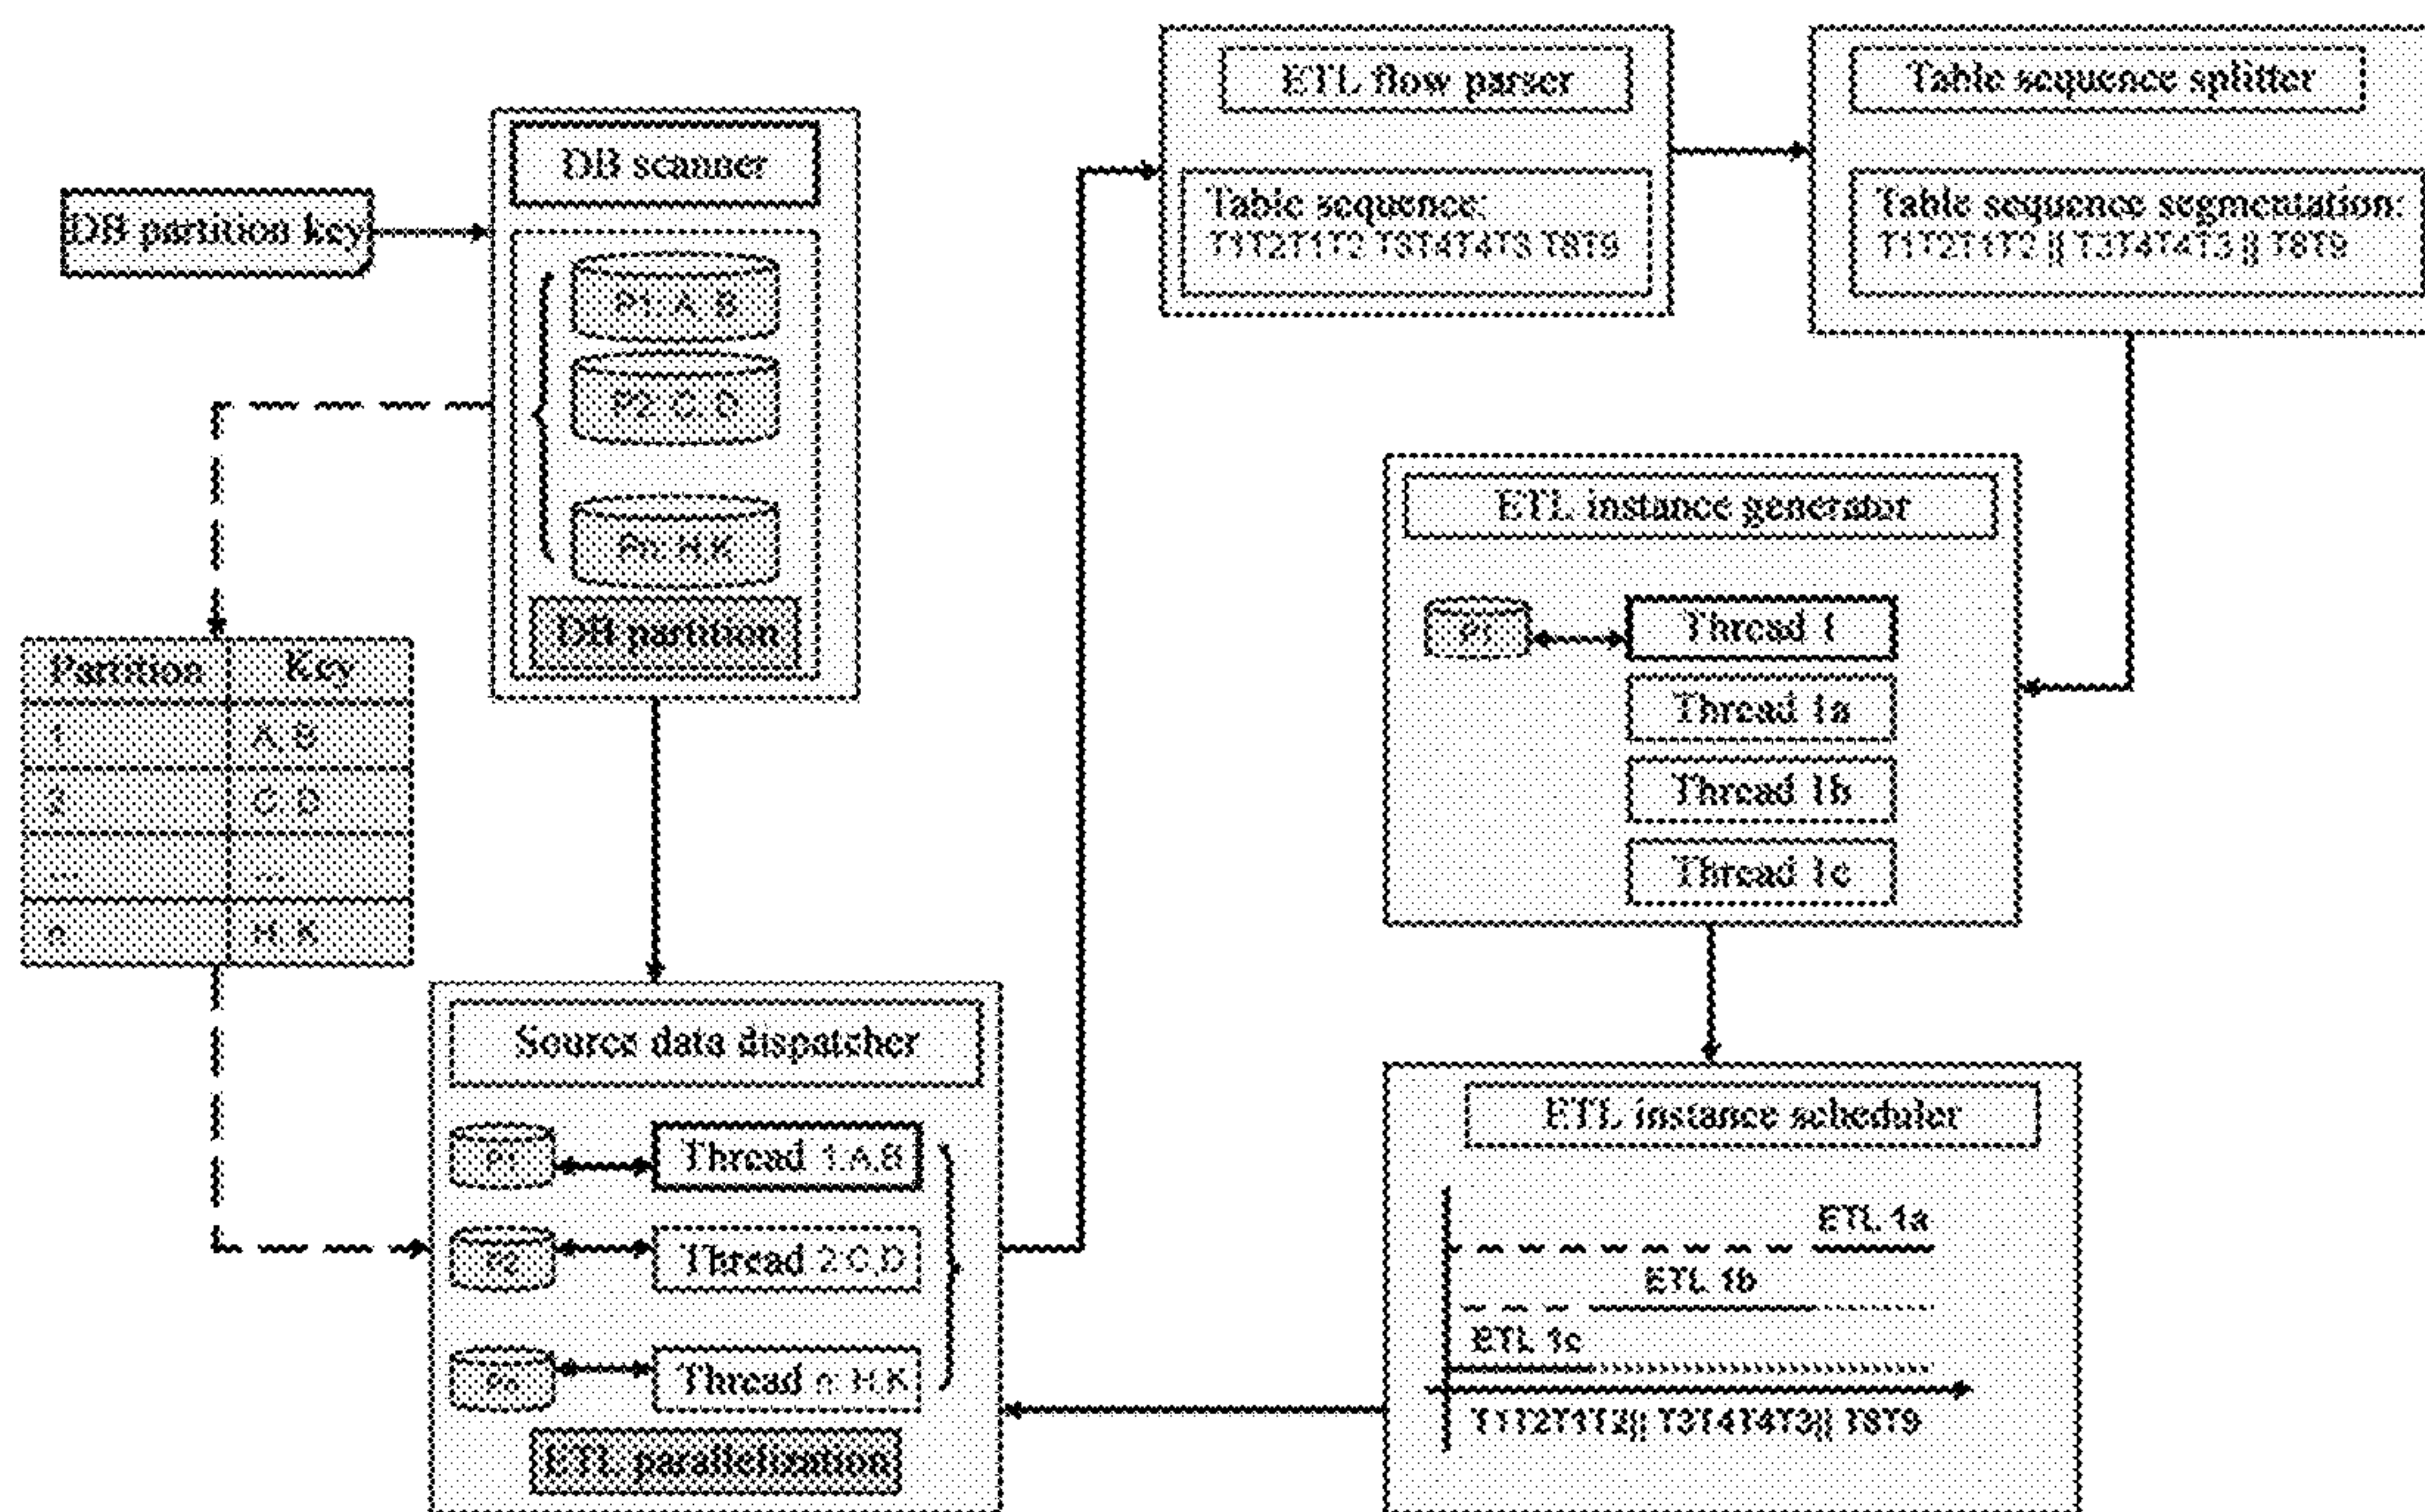 DB partition key
DB scanner
P1: A, B
P2: C, D
Pn: H,K
DB partition
Partition Key
1 A, B
2 C, D
... ...
n H, K
Source data dispatcher
P1 Thread 1:A,B
P2 Thread 2:C,D
Pn Thread n: H,K
ETL parallelization
ETL flow parser
Table sequence:
T1T2T1T2 T3T4T4T3 T8T9
Table sequence splitter
Table sequence segmentation:
T1T2T1T2 || T3T4T4T3 || T8T9
ETL instance generator
P1 Thread 1
Thread 1a
Thread 1b
Thread 1c
ETL instance scheduler
ETL 1a
ETL 1b
ETL 1c
T1T2T1T2|| T3T4T4T3|| T8T9